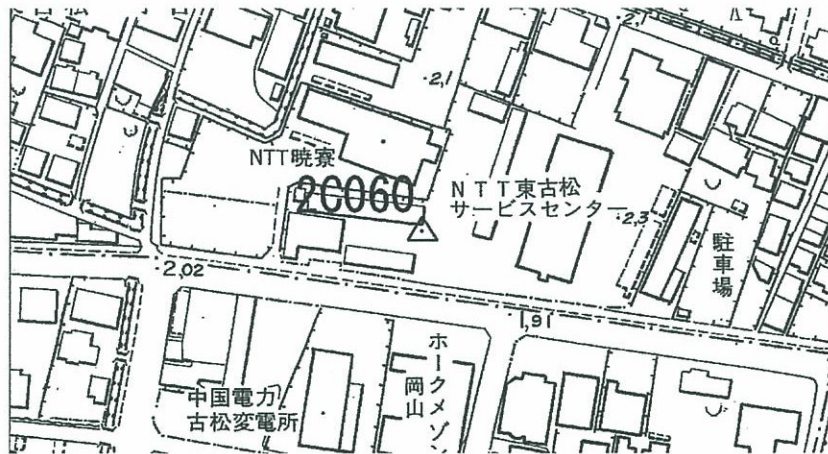 2.1
2.1
NTT暁寮
2C060
NTT東古松
サービスセンター
2.3
駐車場
2.02
1.91
中国電力
古松変電所
ホークメゾン
岡山